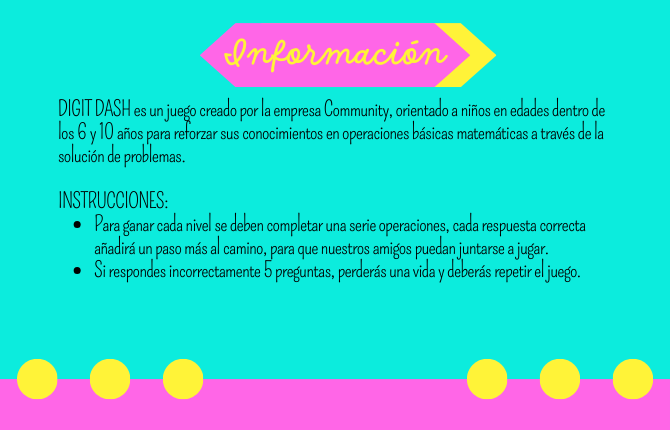 Información
DIGIT DASH es un juego creado por la empresa Community, orientado a niños en edades dentro de
los 6 y 10 años para reforzar sus conocimientos en operaciones básicas matemáticas a través de la
solución de problemas.
INSTRUCCIONES:
• Para ganar cada nivel se deben completar una serie operaciones, cada respuesta correcta
añadirá un paso más al camino, para que nuestros amigos puedan juntarse a jugar.
• Si respondes incorrectamente 5 preguntas, perderás una vida y deberás repetir el juego.